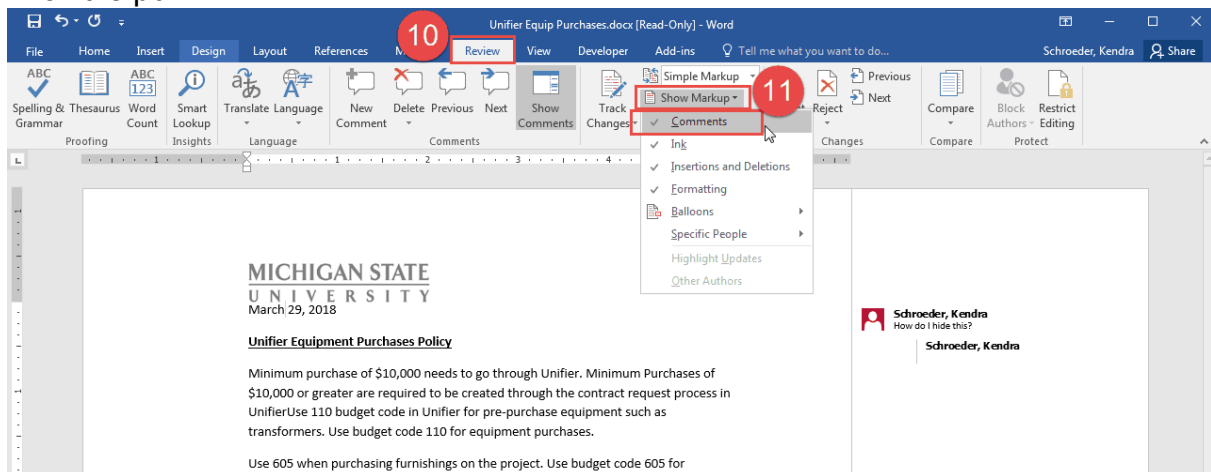 Unifier Equip Purchases.docx [Read-Only] - Word
10
File Home Insert Design Layout References Review View Developer Add-ins Tell me what you want to do... Schroeder, Kendra Share
ABC Spelling & Grammar
Thesaurus
ABC 123 Word Count
Smart Lookup
Translate
Language
New Comment
Delete
Previous
Next
Show Comments
Track Changes
Simple Markup
Show Markup
11
Reject
Previous
Next
Compare
Block Authors
Restrict Editing
Proofing Insights Language Comments Changes Compare Protect
Comments
Ink
Insertions and Deletions
Formatting
Balloons
Specific People
Highlight Updates
Other Authors
L 1 1 2 3 4
1
MICHIGAN STATE
UNIVERSITY
March 29, 2018
Schroeder, Kendra
How do I hide this?
Schroeder, Kendra
Unifier Equipment Purchases Policy
Minimum purchase of $10,000 needs to go through Unifier. Minimum Purchases of
$10,000 or greater are required to be created through the contract request process in
UnifierUse 110 budget code in Unifier for pre-purchase equipment such as
transformers. Use budget code 110 for equipment purchases.
Use 605 when purchasing furnishings on the project. Use budget code 605 for